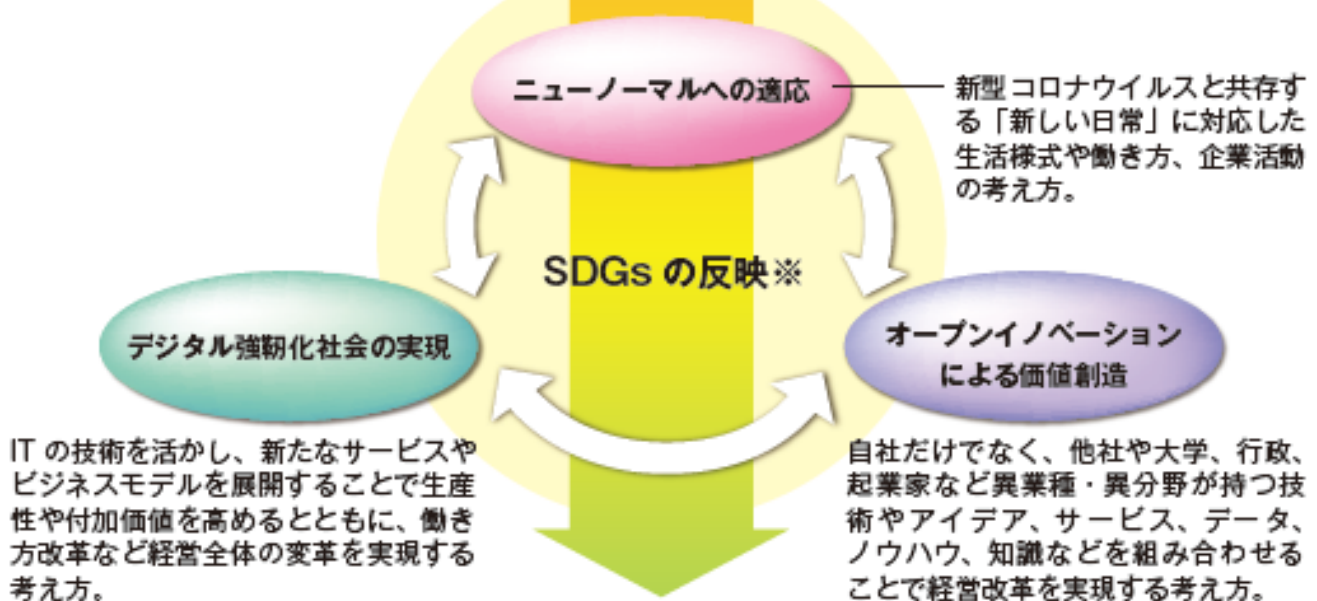 ニューノーマルへの適応
新型コロナウイルスと共存す
る「新しい日常」に対応した
生活様式や働き方、企業活動
の考え方。
SDGs の反映※
デジタル強靭化社会の実現
オープンイノベーション
による価値創造
IT の技術を活かし、新たなサービスや
ビジネスモデルを展開することで生産
性や付加価値を高めるとともに、働き
方改革など経営全体の変革を実現する
考え方。
自社だけでなく、他社や大学、行政、
起業家など異業種・異分野が持つ技
術やアイデア、サービス、データ、
ノウハウ、知識などを組み合わせる
ことで経営改革を実現する考え方。